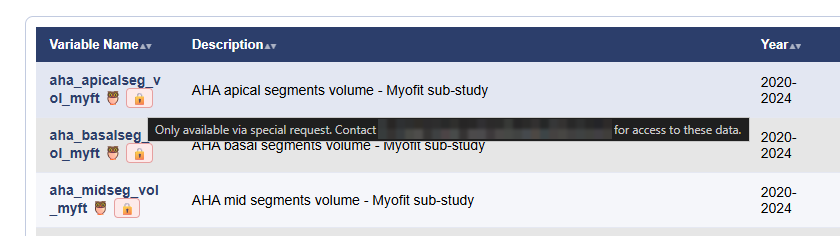 Variable Name Description Year
aha_apicalseg_v
ol_myft
AHA apical segments volume - Myofit sub-study
2020-
2024
Only available via special request. Contact for access to these data.
aha_basalseg_
ol_myft
AHA basal segments volume - Myofit sub-study
2020-
2024
aha_midseg_vol
_myft
AHA mid segments volume - Myofit sub-study
2020-
2024